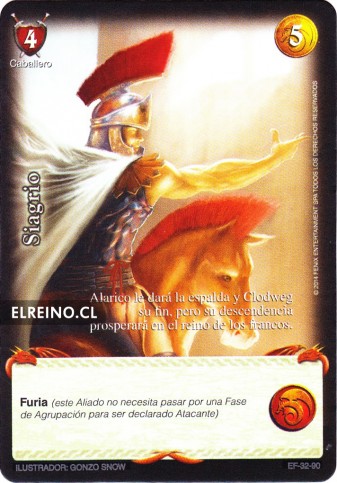 4
5
Caballero
Siagrio
© 2014 FENIX ENTERTAINMENT SPA TODOS LOS DERECHOS RESERVADOS
Alarico le dará la espalda y Clodweg
su fin, pero su descendencia
prosperará en el reino de los francos.
ELREINO.CL
Furia (este Aliado no necesita pasar por una Fase
de Agrupación para ser declarado Atacante)
ILUSTRADOR: GONZO SNOW
EF-32-90